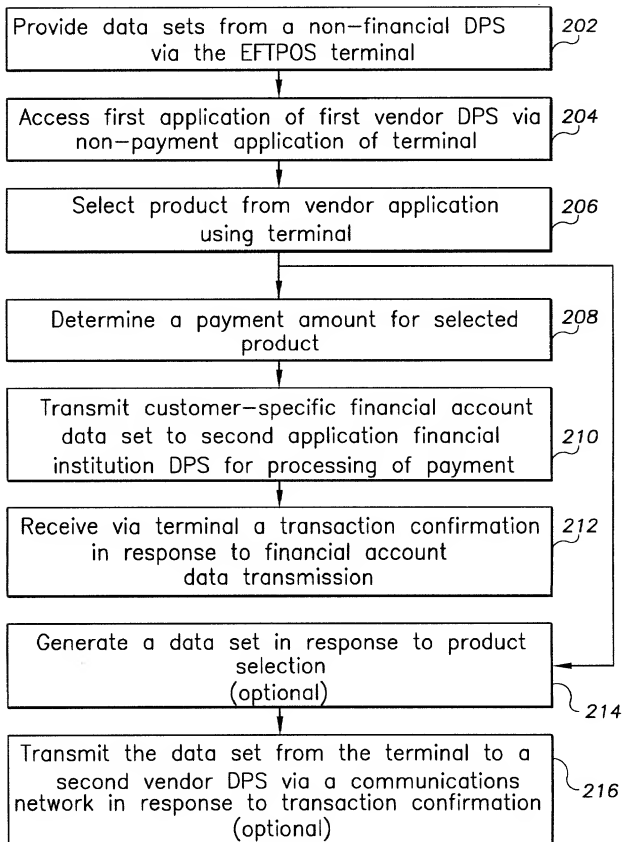 Provide data sets from a non-financial DPS
via the EFTPOS terminal
202
Access first application of first vendor DPS via
non-payment application of terminal
204
Select product from vendor application
using terminal
206
Determine a payment amount for selected
product
208
Transmit customer-specific financial account
data set to second application financial
institution DPS for processing of payment
210
Receive via terminal a transaction confirmation
in response to financial account
data transmission
212
Generate a data set in response to product
selection
(optional)
214
Transmit the data set from the terminal to a
second vendor DPS via a communications
network in response to transaction confirmation
(optional)
216